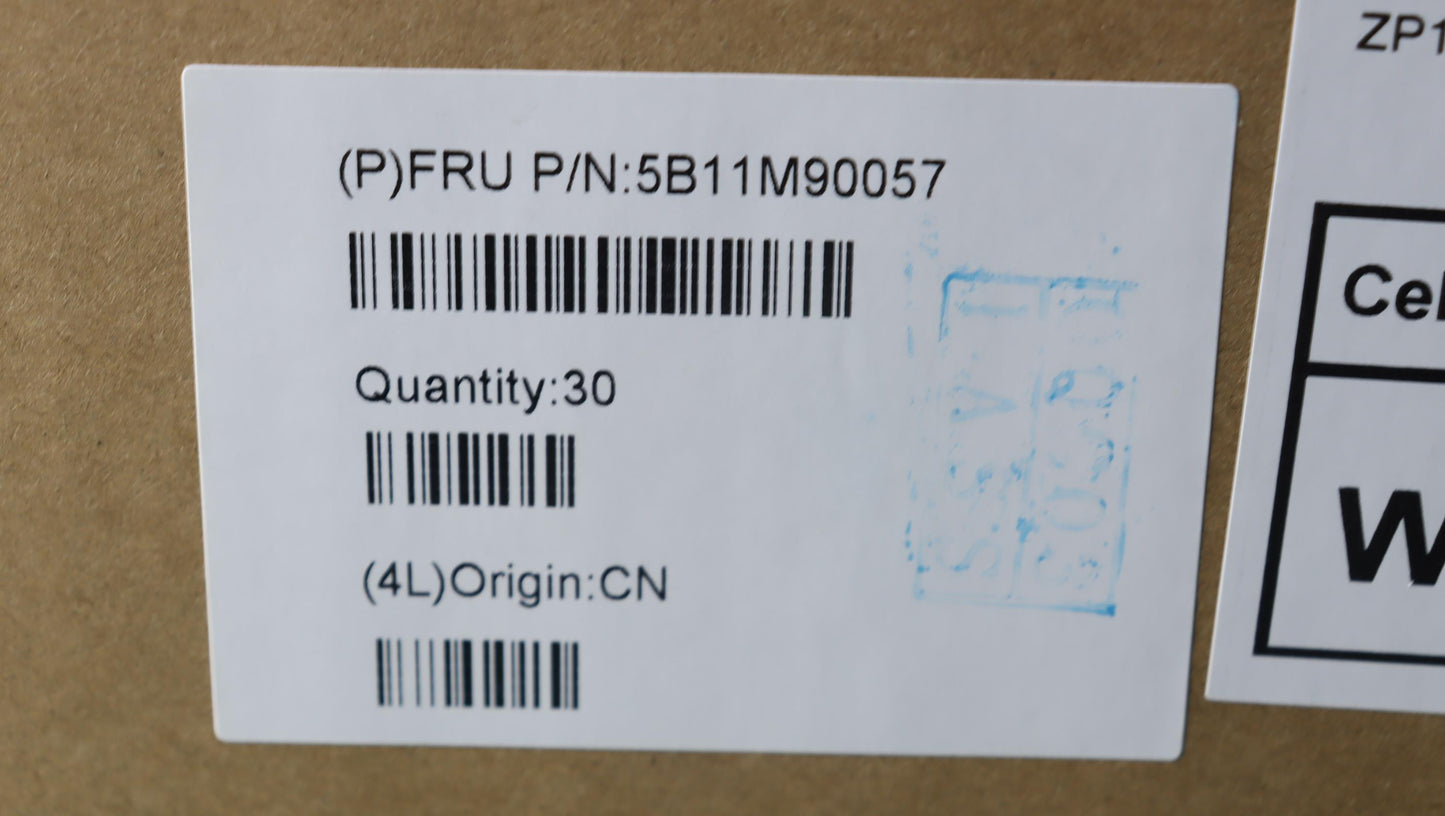 (P)FRU P/N:5B11M90057
Quantity:30
(4L)Origin:CN
ZP1
Cel
W